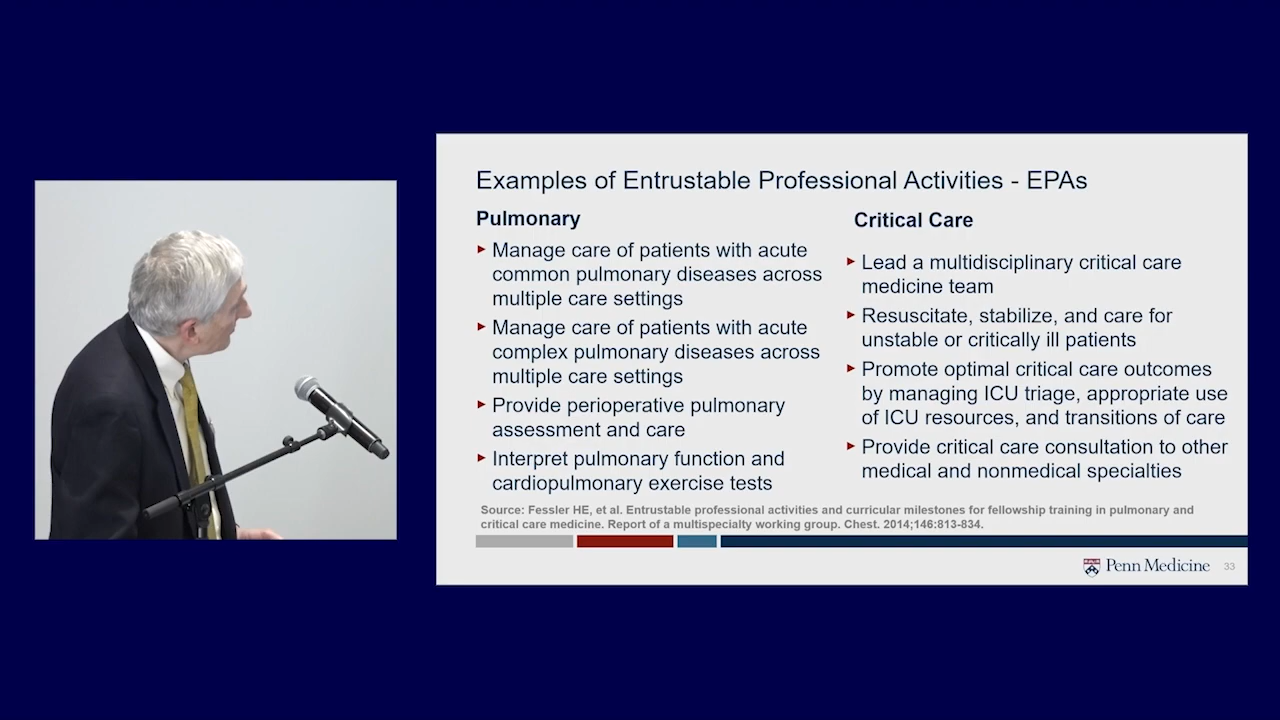 Examples of Entrustable Professional Activities - EPAs
Pulmonary
Manage care of patients with acute
common pulmonary diseases across
multiple care settings
Manage care of patients with acute
complex pulmonary diseases across
multiple care settings
Provide perioperative pulmonary
assessment and care
Interpret pulmonary function and
cardiopulmonary exercise tests
Critical Care
Lead a multidisciplinary critical care
medicine team
Resuscitate, stabilize, and care for
unstable or critically ill patients
Promote optimal critical care outcomes
by managing ICU triage, appropriate use
of ICU resources, and transitions of care
Provide critical care consultation to other
medical and nonmedical specialties
Source: Fessler HE, et al. Entrustable professional activities and curricular milestones for fellowship training in pulmonary and
critical care medicine. Report of a multispecialty working group. Chest. 2014;146:813-834.
Penn Medicine
33